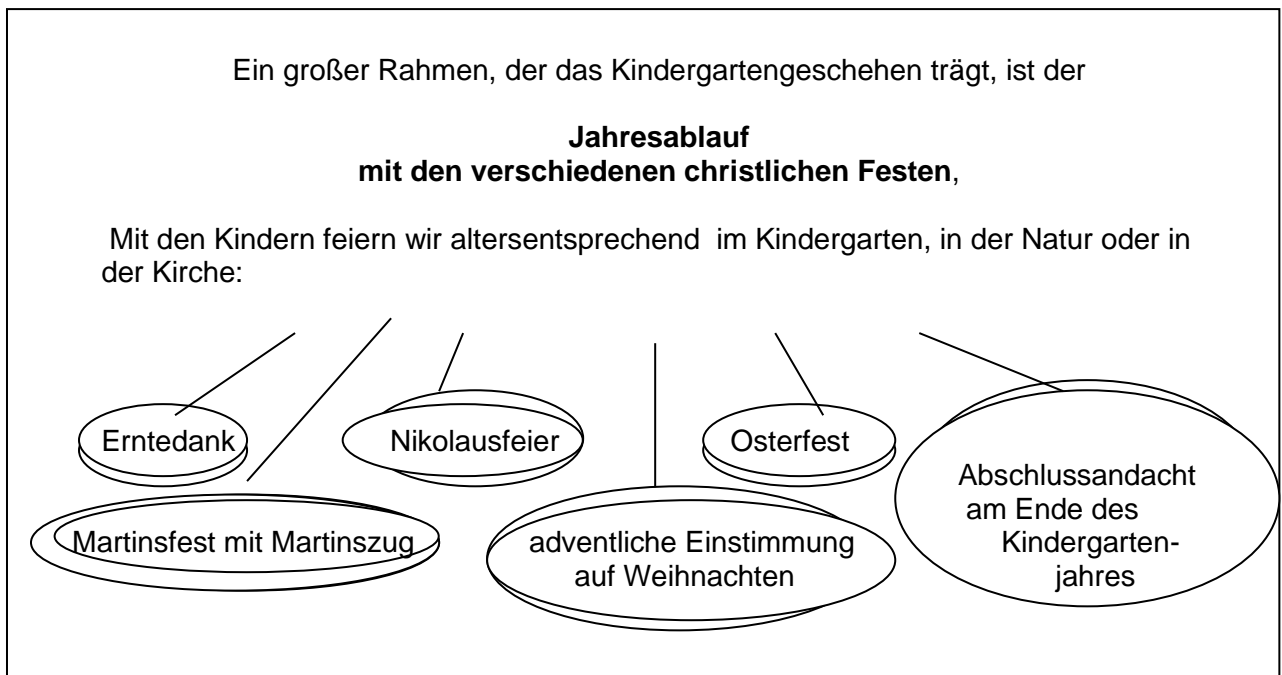 Ein großer Rahmen, der das Kindergartengeschehen trägt, ist der
Jahresablauf
mit den verschiedenen christlichen Festen,
Mit den Kindern feiern wir altersentsprechend im Kindergarten, in der Natur oder in
der Kirche:
Erntedank
Martinsfest mit Martinszug
Nikolausfeier
adventliche Einstimmung
auf Weihnachten
Osterfest
Abschlussandacht
am Ende des
Kindergarten-
jahres